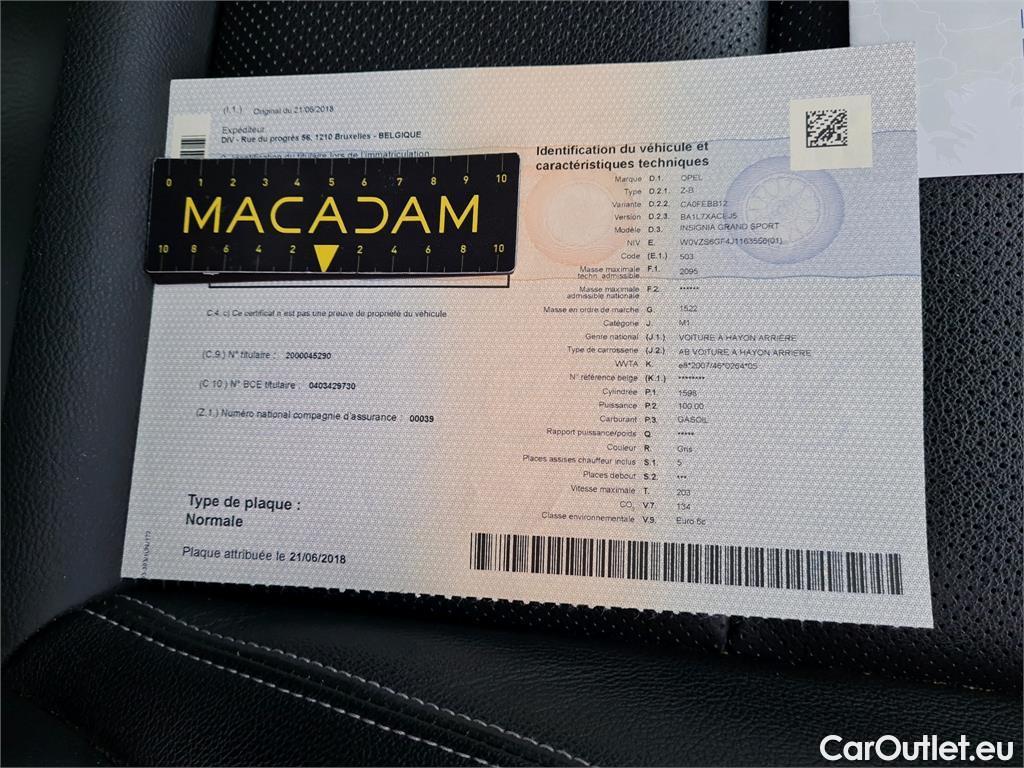 (I.1.) Original du 21/06/2018
Expéditeur
DIV - Rue du progrès 56, 1210 Bruxelles - BELGIQUE
identification du titulaire lors de l'immatriculation
0 1 2 3 4 5 6 7 8 9 10
MACADAM
10 8 6 4 2 2 4 6 8 10
C.4. c) Ce certificat n'est pas une preuve de propriété du véhicule
(C.9.) N° titulaire : 2000045290
(C 10.) N° BCE titulaire : 0403429730
(Z.1.) Numéro national compagnie d'assurance : 00039
Type de plaque :
Normale
Plaque attribuée le 21/06/2018
Identification du véhicule et
caractéristiques techniques
Marque D.1. OPEL
Type D.2.1. Z-B
Variante D.2.2. CA0FEBB12
Version D.2.3. BA1L7XACEJ5
Modèle D.3. INSIGNIA GRAND SPORT
NIV E. W0VZS6GF4J1163556(01)
Code (E.1.) 503
Masse maximale F.1. 2095
techn. admissible
Masse maximale F.2. ******
admissible nationale
Masse en ordre de marche G. 1522
Catégorie J. M1
Genre national (J.1.) VOITURE A HAYON ARRIÈRE
Type de carrosserie (J.2.) AB VOITURE A HAYON ARRIERE
WVTA K. e8*2007/46*0264*05
N° référence belge (K.1.) ********
Cylindrée P.1. 1598
Puissance P.2. 100.00
Carburant P.3. GASOIL
Rapport puissance/poids Q. *****
Couleur R. Gris
Places assises chauffeur inclus S.1. 5
Places debout S.2. ***
Vitesse maximale T. 203
CO₂ V.7. 134
Classe environnementale V.9. Euro 6c
CarOutlet.eu